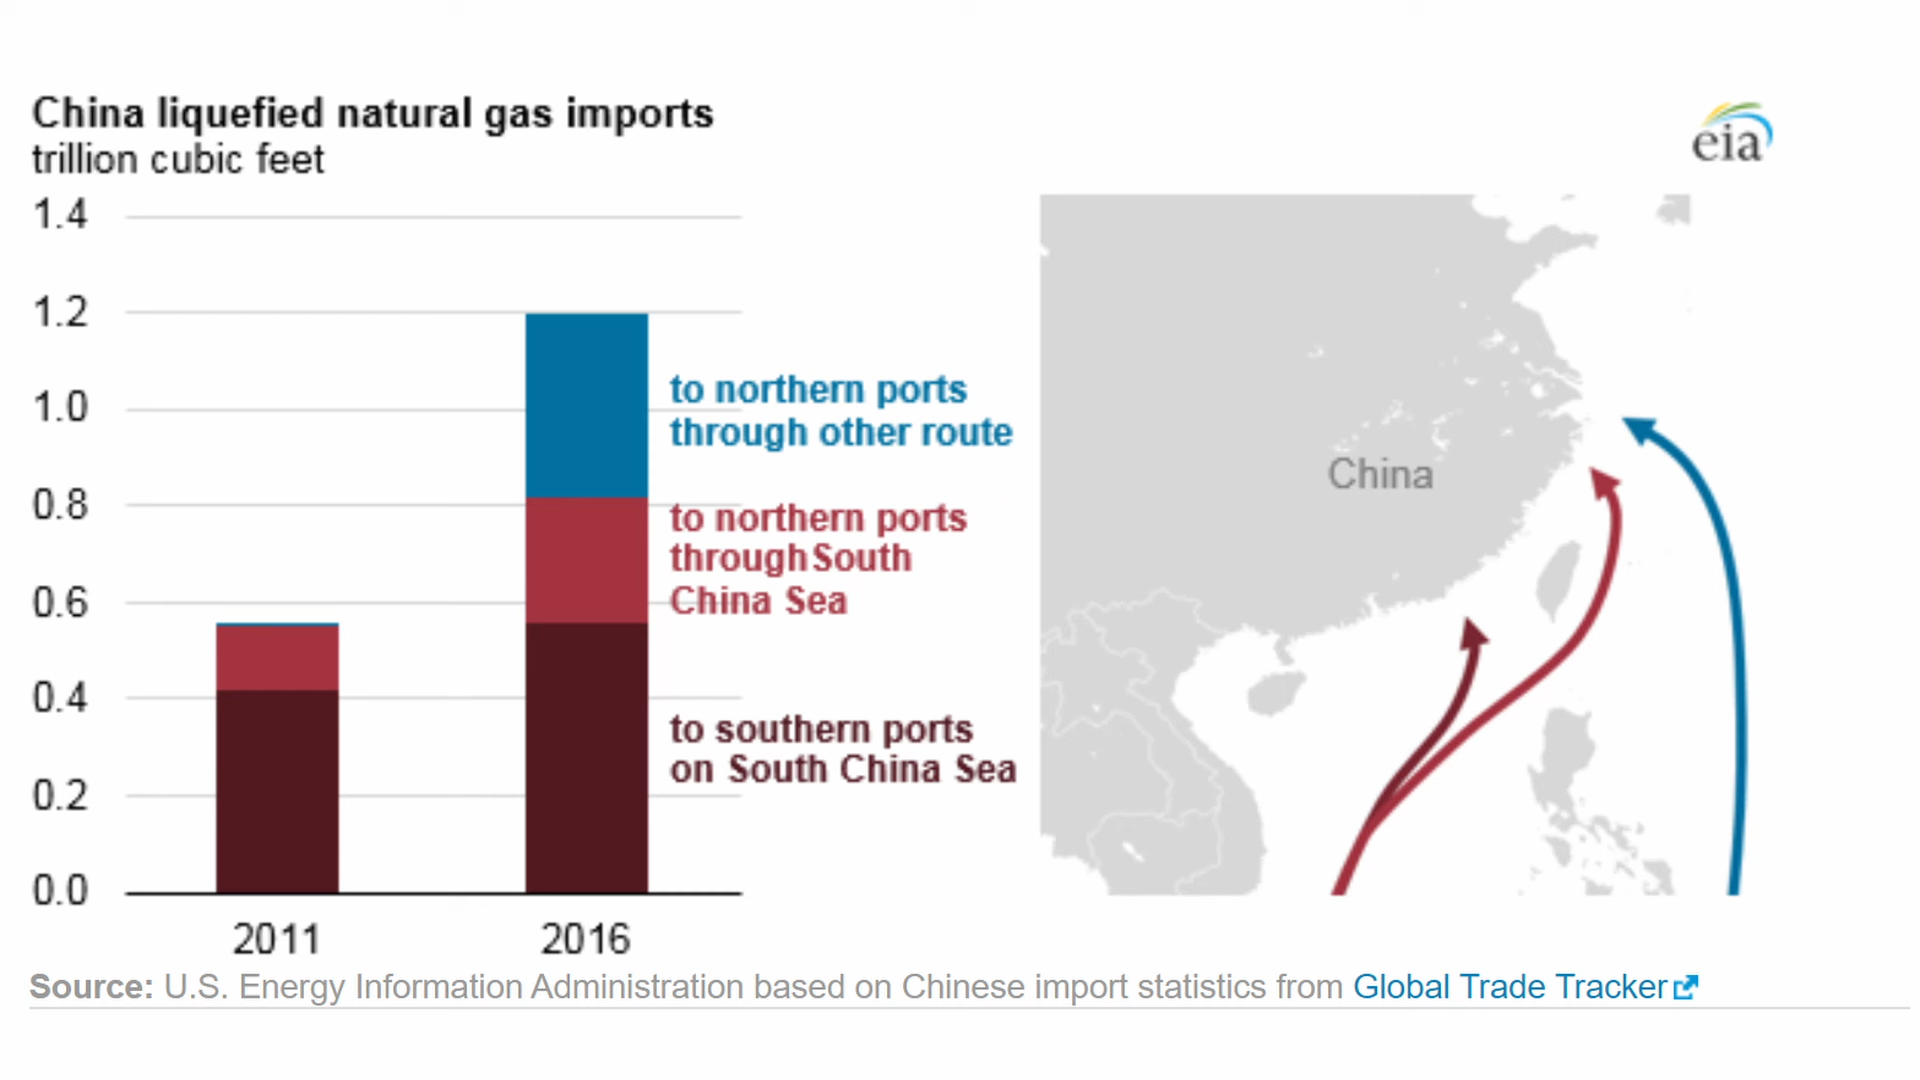 China liquefied natural gas imports
trillion cubic feet
eia
1.4
1.2
1.0
0.8
0.6
0.4
0.2
0.0
to northern ports
through other route
to northern ports
through South
China Sea
to southern ports
on South China Sea
2011
2016
China
Source: U.S. Energy Information Administration based on Chinese import statistics from Global Trade Tracker